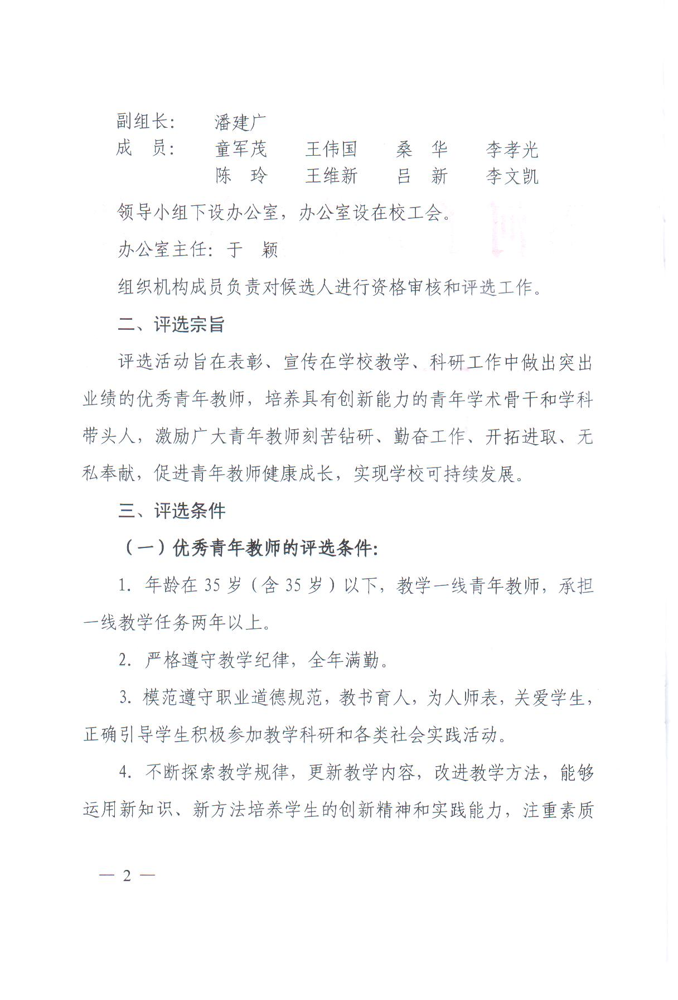 副组长： 潘建广
成　员： 童军茂　王伟国　桑　华　李孝光
陈　玲　王维新　吕　新　李文凯
领导小组下设办公室，办公室设在校工会。
办公室主任：于　颖
组织机构成员负责对候选人进行资格审核和评选工作。
二、评选宗旨
评选活动旨在表彰、宣传在学校教学、科研工作中做出突出
业绩的优秀青年教师，培养具有创新能力的青年学术骨干和学科
带头人，激励广大青年教师刻苦钻研、勤奋工作、开拓进取、无
私奉献，促进青年教师健康成长，实现学校可持续发展。
三、评选条件
（一）优秀青年教师的评选条件：
1. 年龄在 35 岁（含 35 岁）以下，教学一线青年教师，承担
一线教学任务两年以上。
2. 严格遵守教学纪律，全年满勤。
3. 模范遵守职业道德规范，教书育人，为人师表，关爱学生，
正确引导学生积极参加教学科研和各类社会实践活动。
4. 不断探索教学规律，更新教学内容，改进教学方法，能够
运用新知识、新方法培养学生的创新精神和实践能力，注重素质
— 2 —